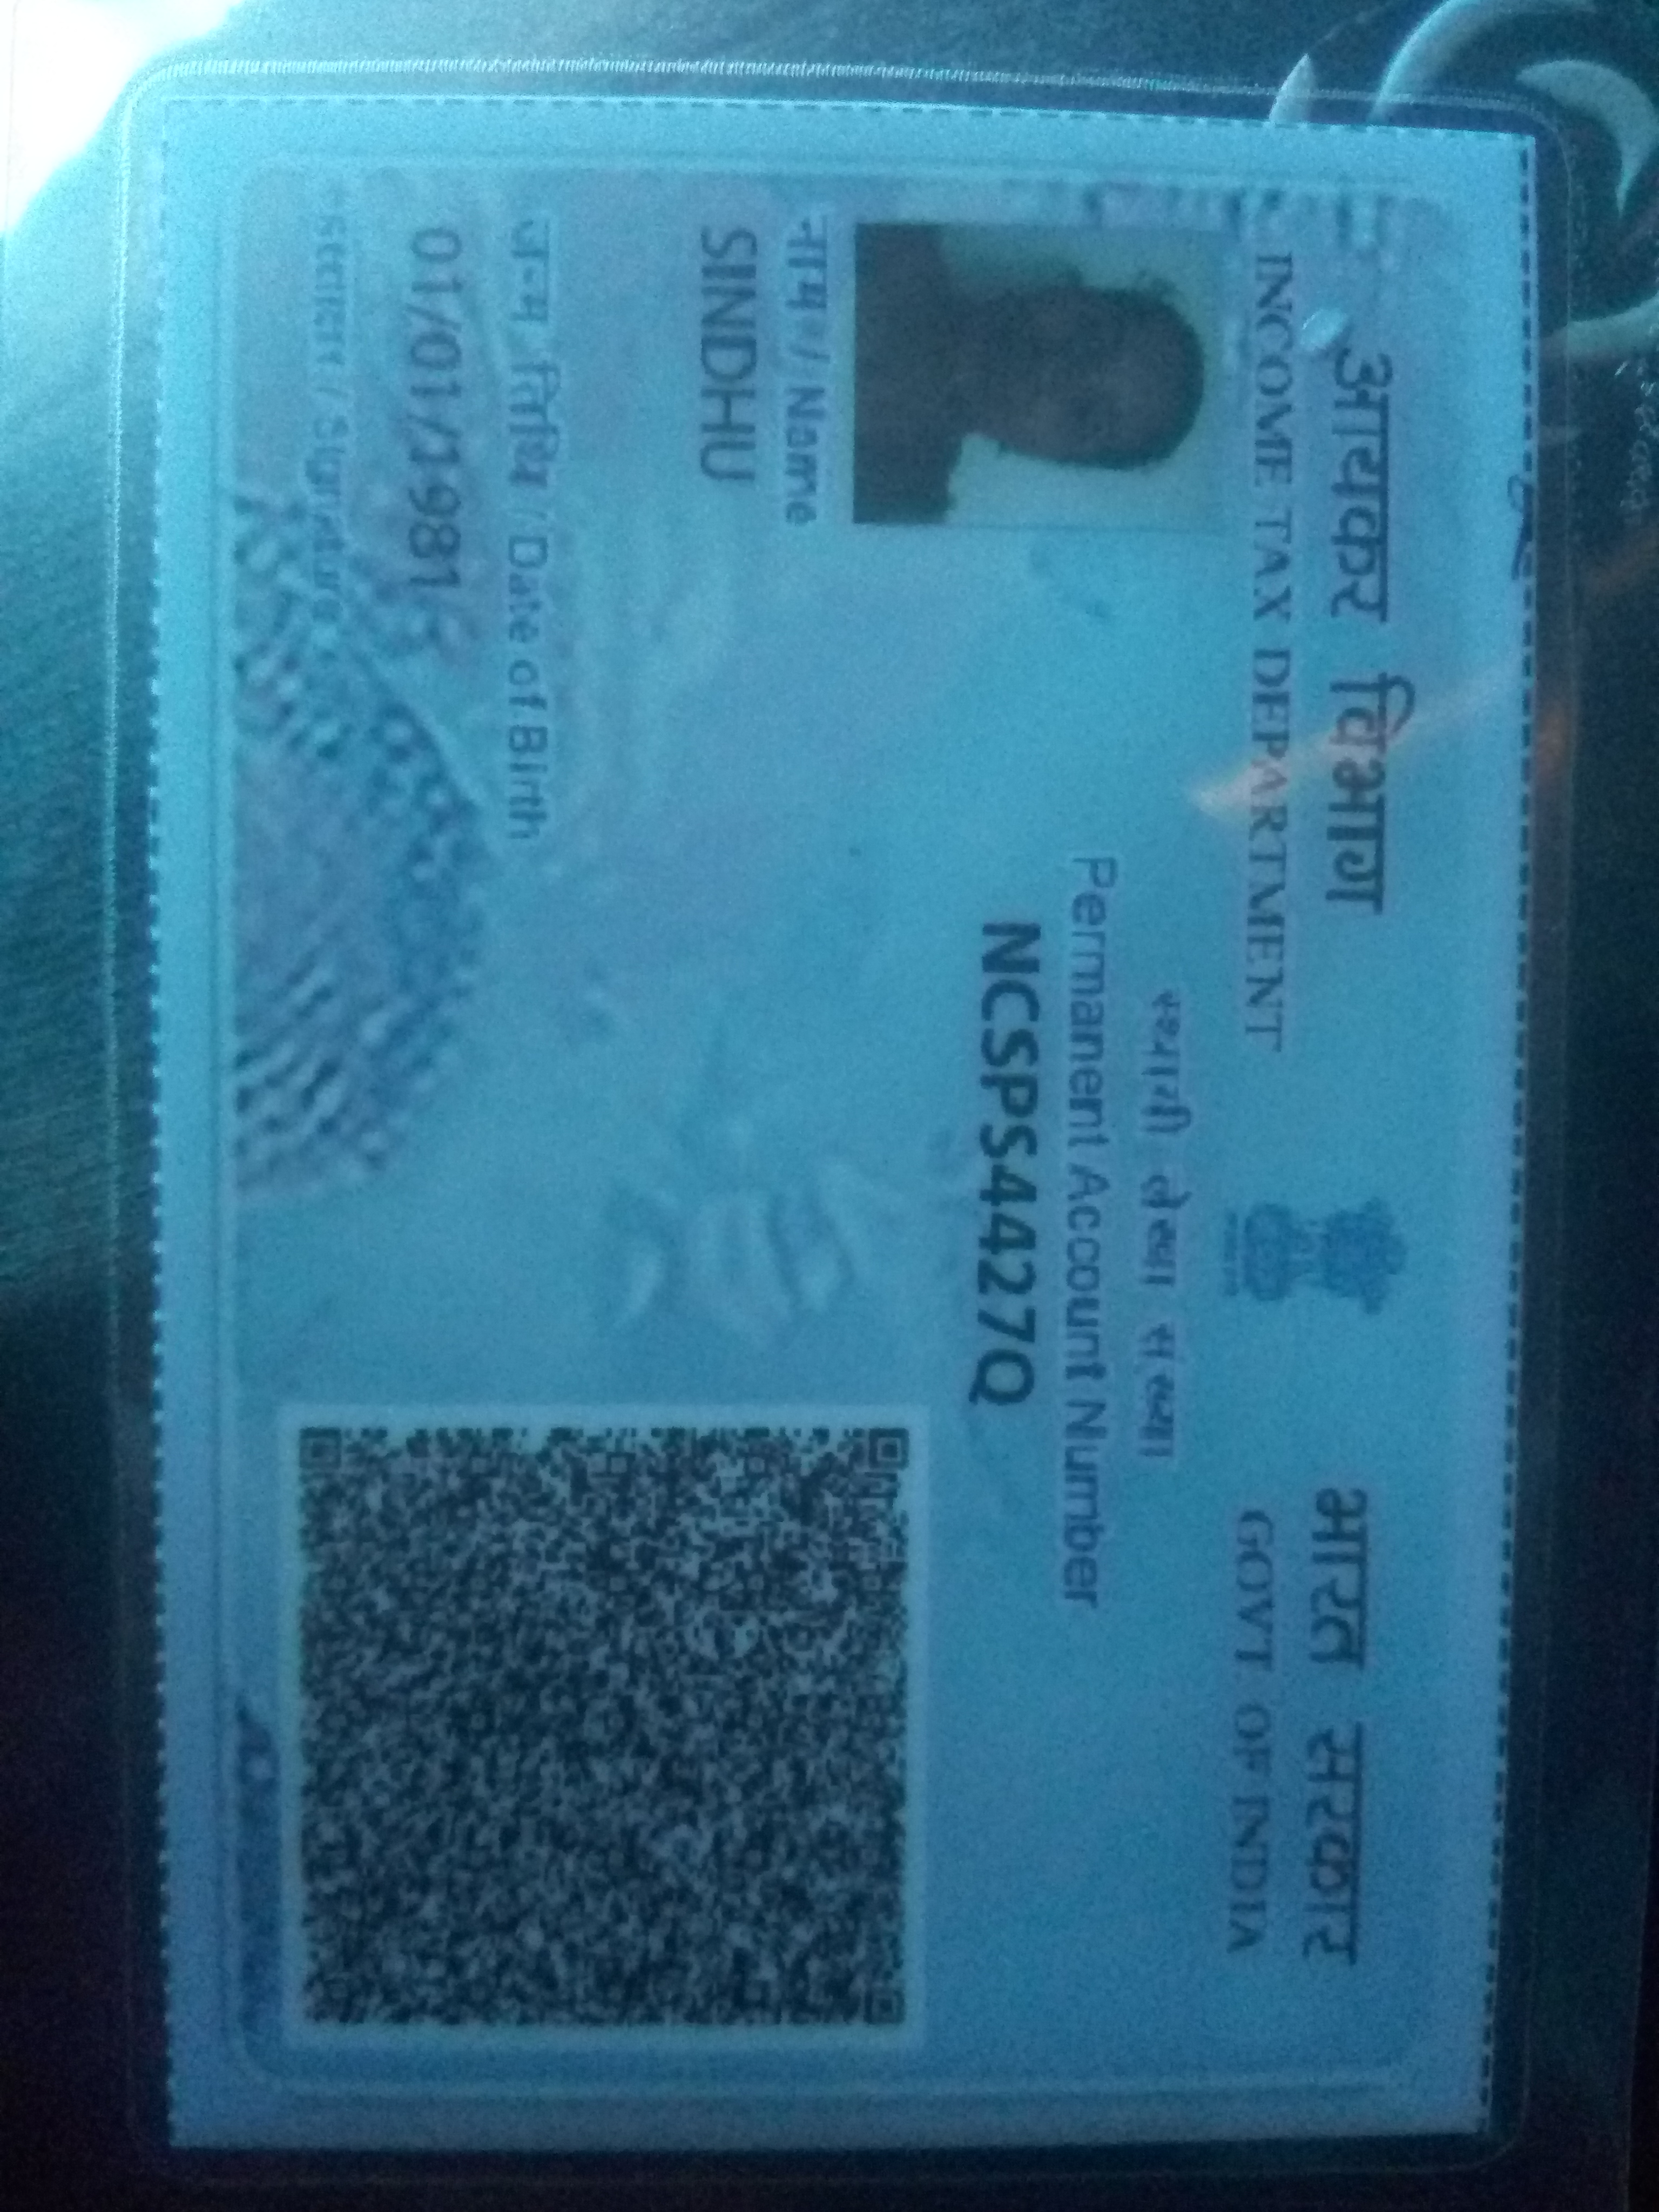 आयकर विभाग
INCOME TAX DEPARTMENT
भारत सरकार
GOVT. OF INDIA
स्थायी लेखा संख्या
Permanent Account Number
NCSPS4427Q
नाम / Name
SINDHU
जन्म तिथि / Date of Birth
01/01/1981
हस्ताक्षर / Signature